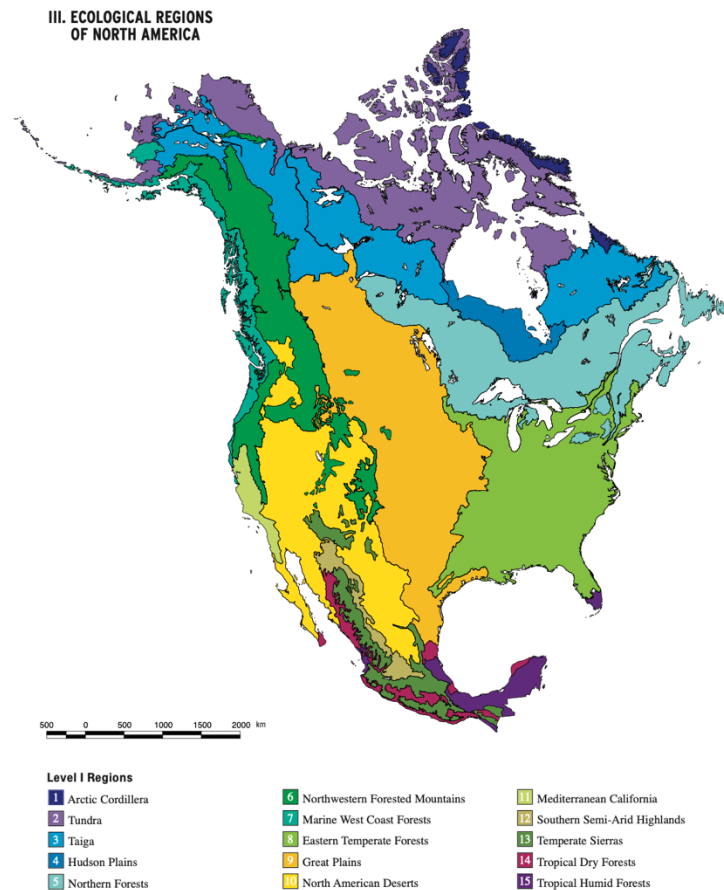 III. ECOLOGICAL REGIONS
OF NORTH AMERICA
500 0 500 1000 1500 2000 km
Level I Regions
1 Arctic Cordillera
2 Tundra
3 Taiga
4 Hudson Plains
5 Northern Forests
6 Northwestern Forested Mountains
7 Marine West Coast Forests
8 Eastern Temperate Forests
9 Great Plains
10 North American Deserts
11 Mediterranean California
12 Southern Semi-Arid Highlands
13 Temperate Sierras
14 Tropical Dry Forests
15 Tropical Humid Forests